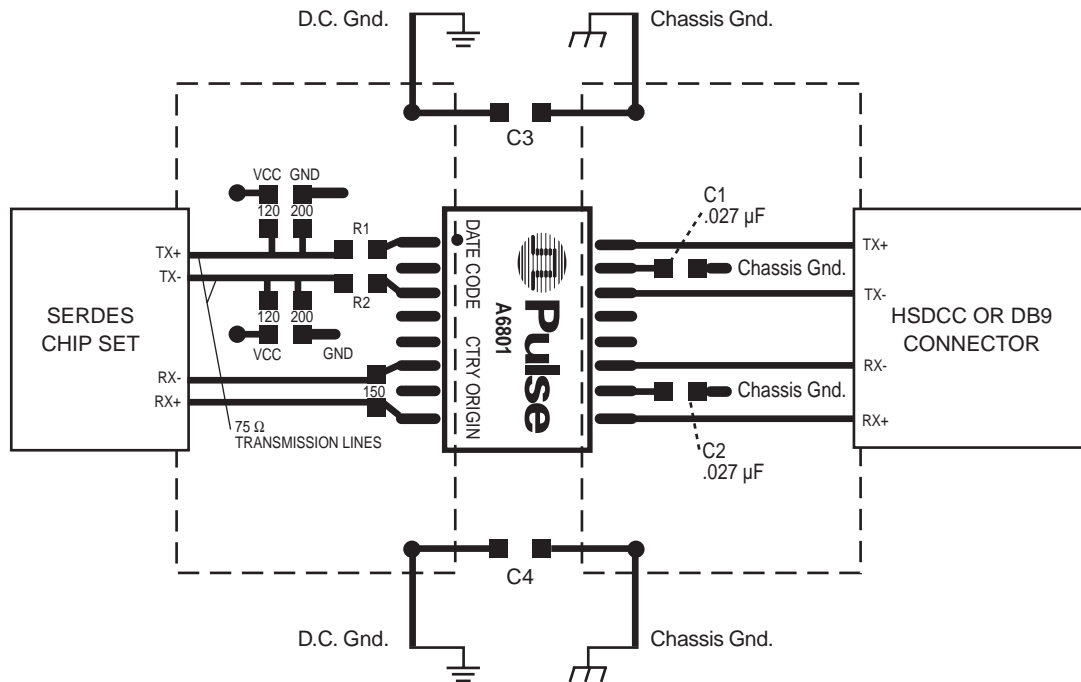 D.C. Gnd.
Chassis Gnd.
C3
VCC GND
120 200
R1
TX+
TX-
R2
120 200
VCC
GND
SERDES
CHIP SET
RX-
RX+
150
75 Ω
TRANSMISSION LINES
DATE CODE CTRY ORIGIN
A6801
Pulse
C1
.027 µF
Chassis Gnd.
TX+
TX-
HSDCC OR DB9
CONNECTOR
RX-
Chassis Gnd.
RX+
C2
.027 µF
C4
D.C. Gnd.
Chassis Gnd.